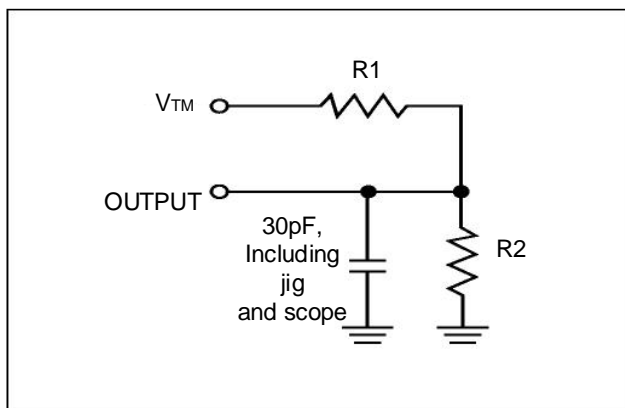 R1
VTM
OUTPUT
30pF,
Including
jig
and scope
R2